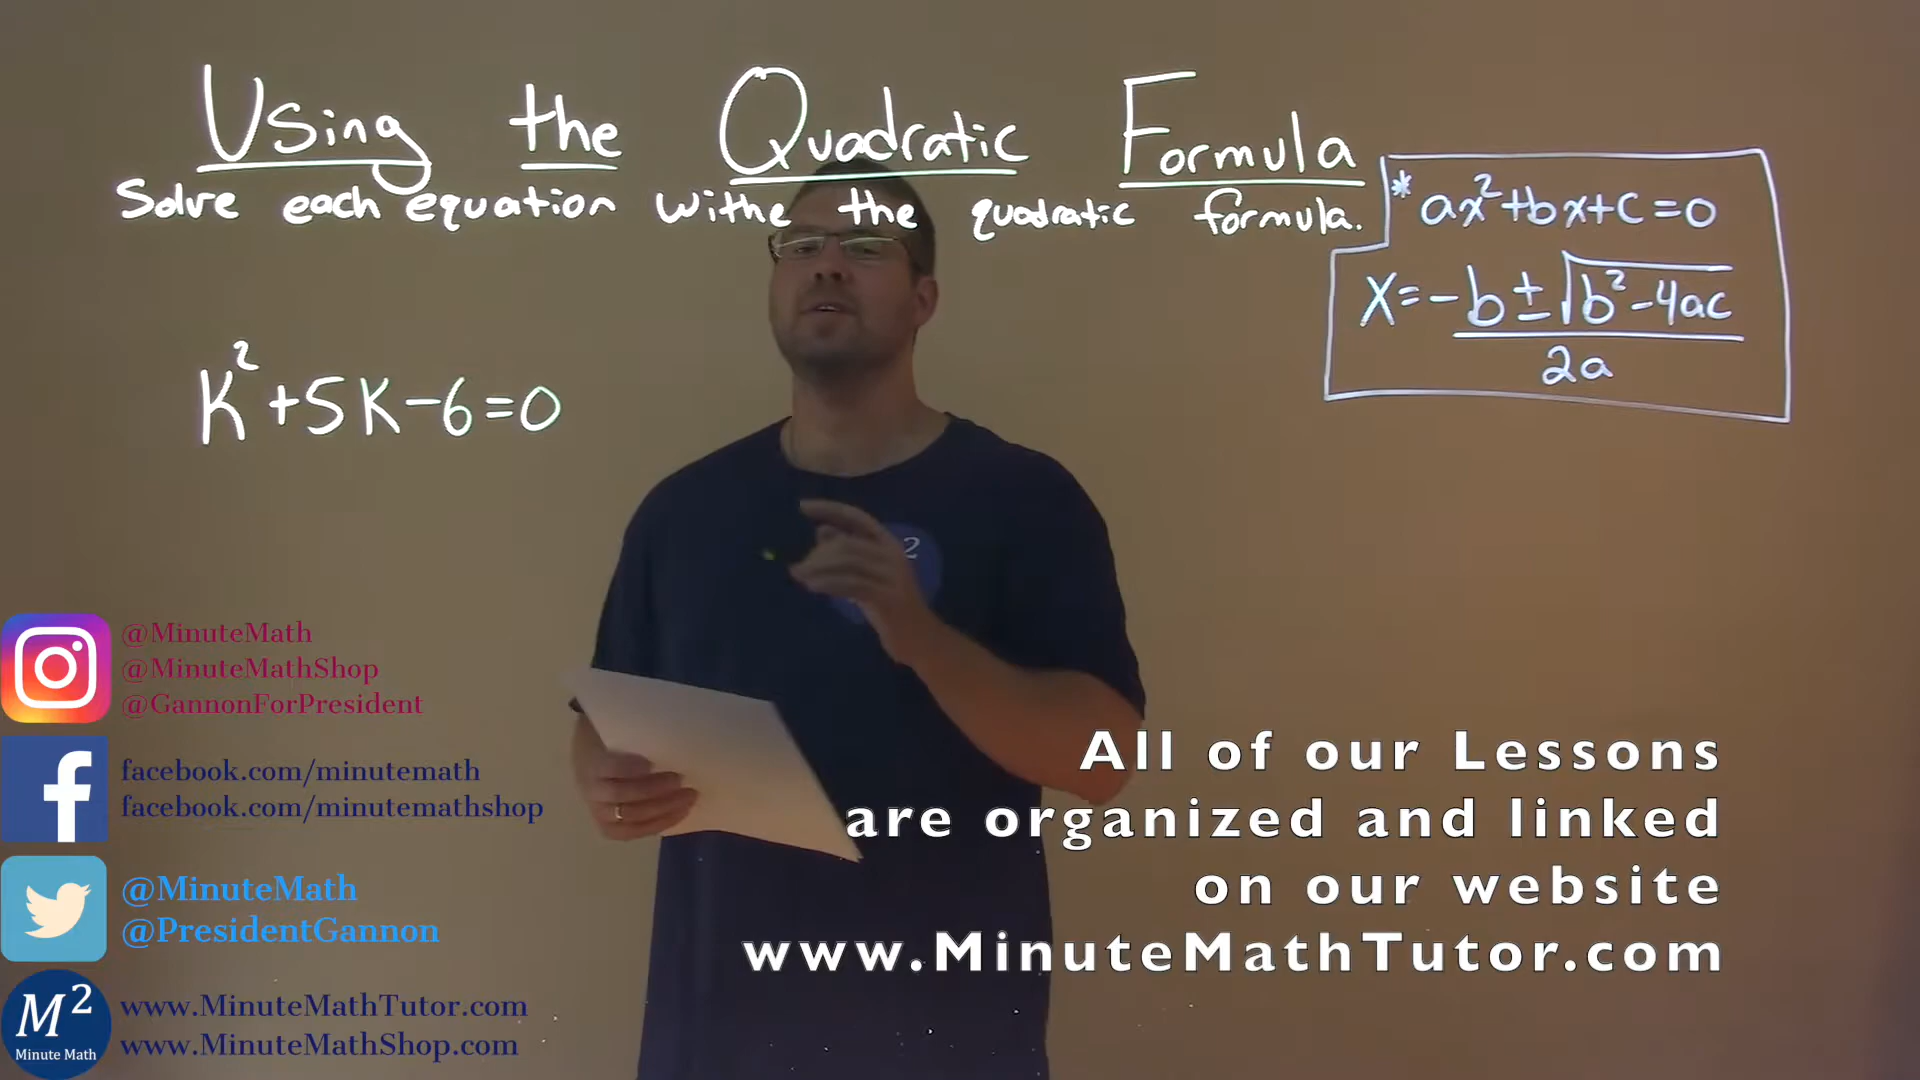 Using the Quadratic Formula
Solve each equation withe the quadratic formula.
* ax²+bx+c=0
x=-b±√b²-4ac
2a
K²+5K-6=0
2
@MinuteMath
@MinuteMathShop
@GannonForPresident
facebook.com/minutemath
facebook.com/minutemathshop
@MinuteMath
@PresidentGannon
M²
Minute Math
www.MinuteMathTutor.com
www.MinuteMathShop.com
All of our Lessons
are organized and linked
on our website
www.MinuteMathTutor.com